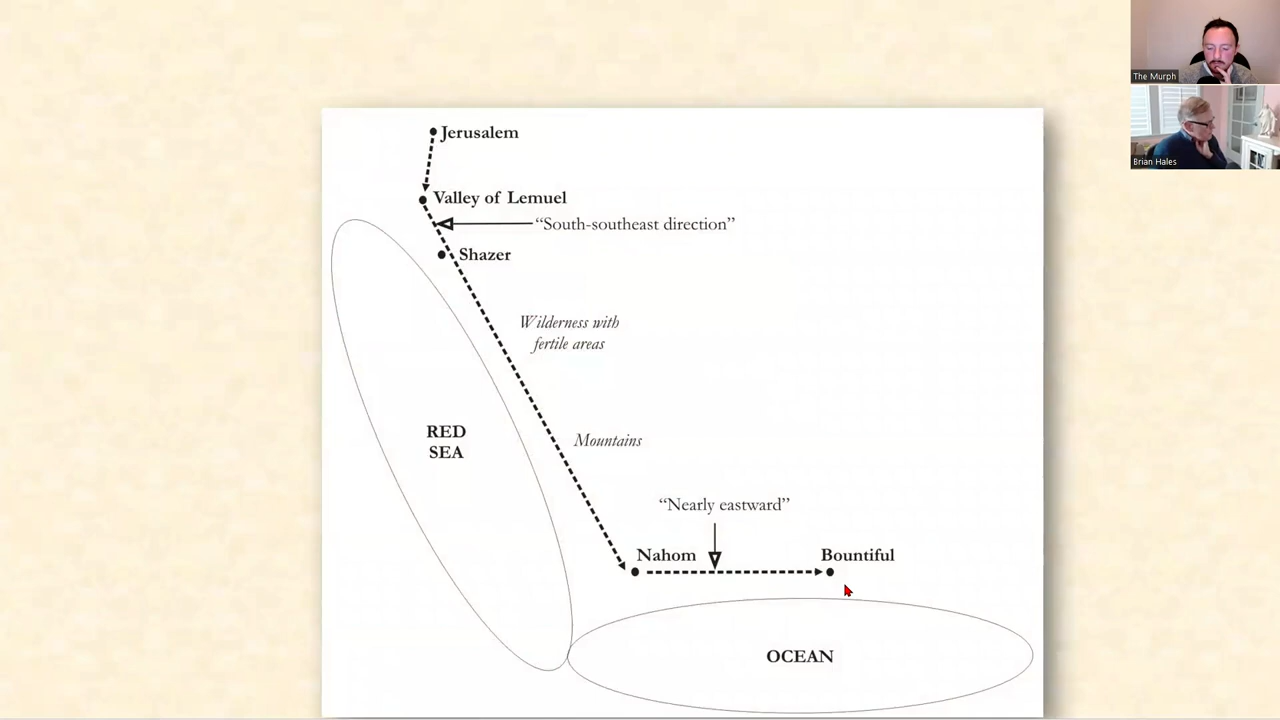 The Murph
Brian Hales
Jerusalem
Valley of Lemuel
“South-southeast direction”
Shazer
Wilderness with
fertile areas
RED
SEA
Mountains
“Nearly eastward”
Nahom
Bountiful
OCEAN